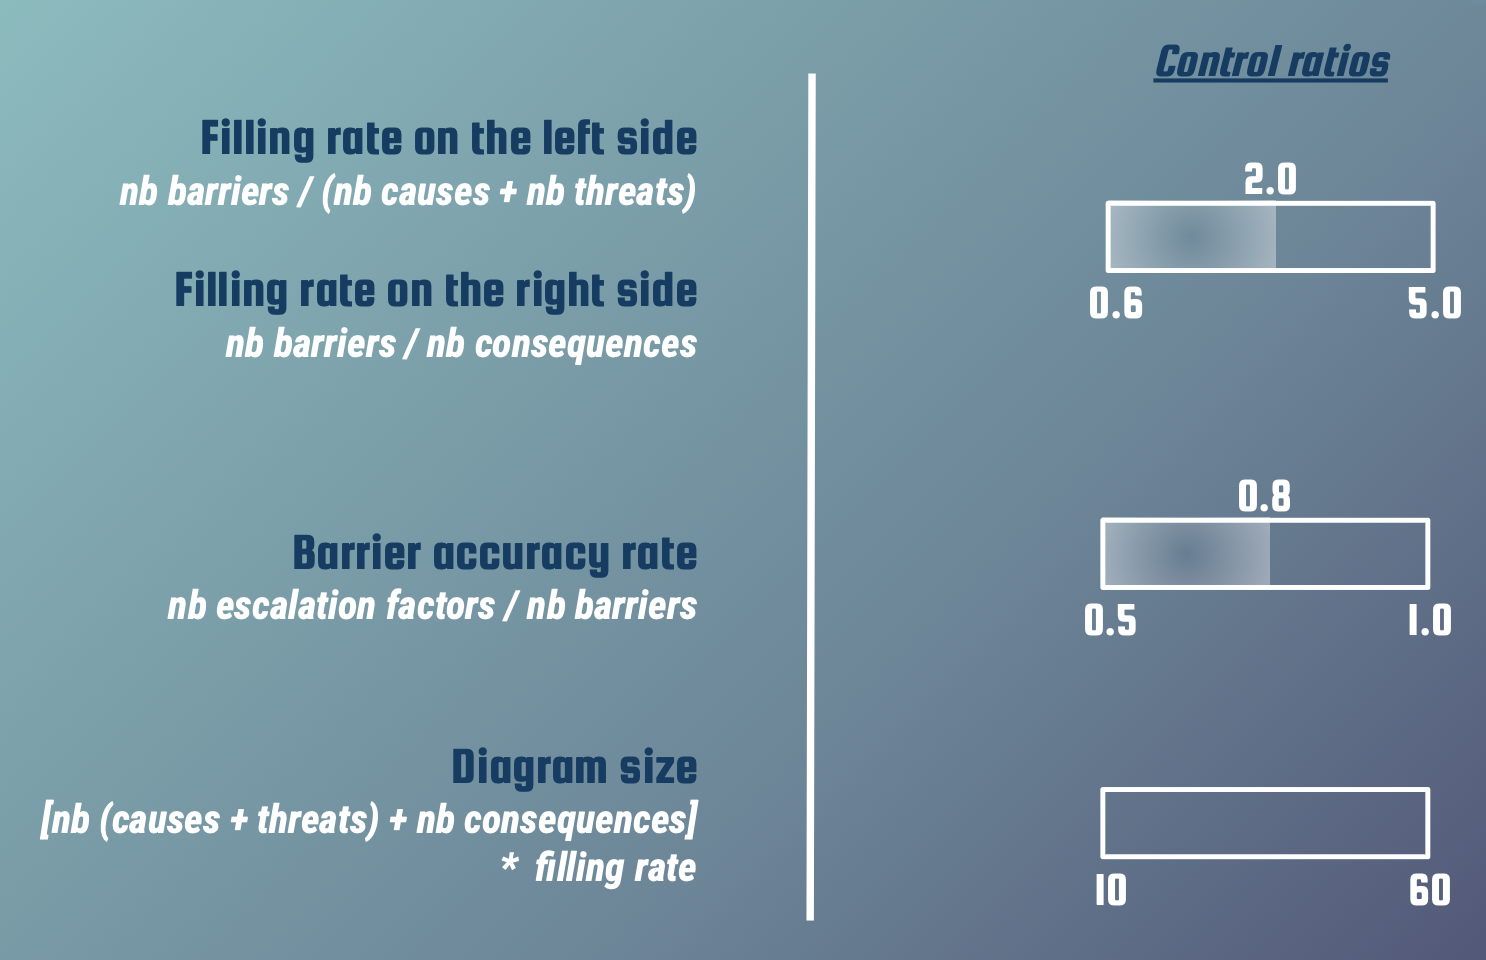 Control ratios
Filling rate on the left side
nb barriers / (nb causes + nb threats)
2.0
0.6
5.0
Filling rate on the right side
nb barriers / nb consequences
Barrier accuracy rate
nb escalation factors / nb barriers
0.8
0.5
1.0
Diagram size
[nb (causes + threats) + nb consequences]
* filling rate
10
60